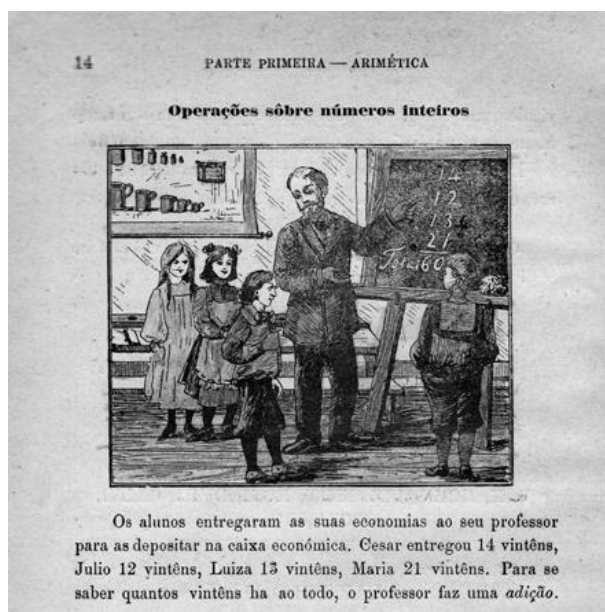 14 PARTE PRIMEIRA — ARIMÉTICA
Operações sôbre números inteiros
14
12
13
21
Total 60
Os alunos entregaram as suas economias ao seu professor
para as depositar na caixa económica. Cesar entregou 14 vintêns,
Julio 12 vintêns, Luiza 13 vintêns, Maria 21 vintêns. Para se
saber quantos vintêns ha ao todo, o professor faz uma adição.